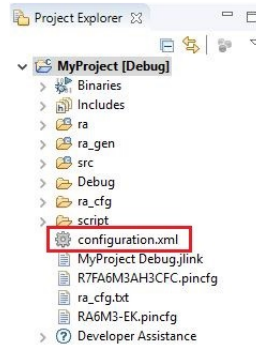 Project Explorer
MyProject [Debug]
Binaries
Includes
ra
ra_gen
src
Debug
ra_cfg
script
configuration.xml
MyProject Debug.jlink
R7FA6M3AH3CFC.pincfg
ra_cfg.txt
RA6M3-EK.pincfg
Developer Assistance